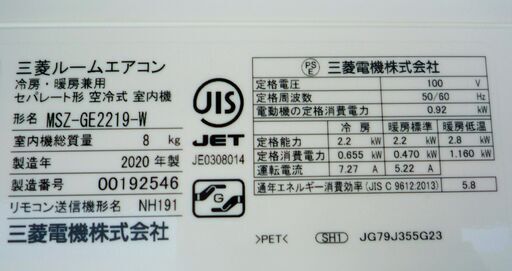 三菱ルームエアコン
冷房・暖房兼用
セパレート形 空冷式 室内機
形名 MSZ-GE2219-W
室内機総質量 8 kg
製造年 2020 年製
製造番号 00192546
リモコン送信機形名 NH191
三菱電機株式会社
JIS
JET
JE0308014
G
PS E 三菱電機株式会社
定格電圧 100 V
定格周波数 50/60 Hz
電動機の定格消費電力 0.92 kW
冷房 暖房標準 暖房低温
定格能力 2.2 kW 2.2 kW 2.8 kW
定格消費電力 0.655 kW 0.470 kW 1.160 kW
運転電流 7.27 A 5.22 A
通年エネルギー消費効率(JIS C 9612:2013) 5.8
>PET< SH1 JG79J355G23